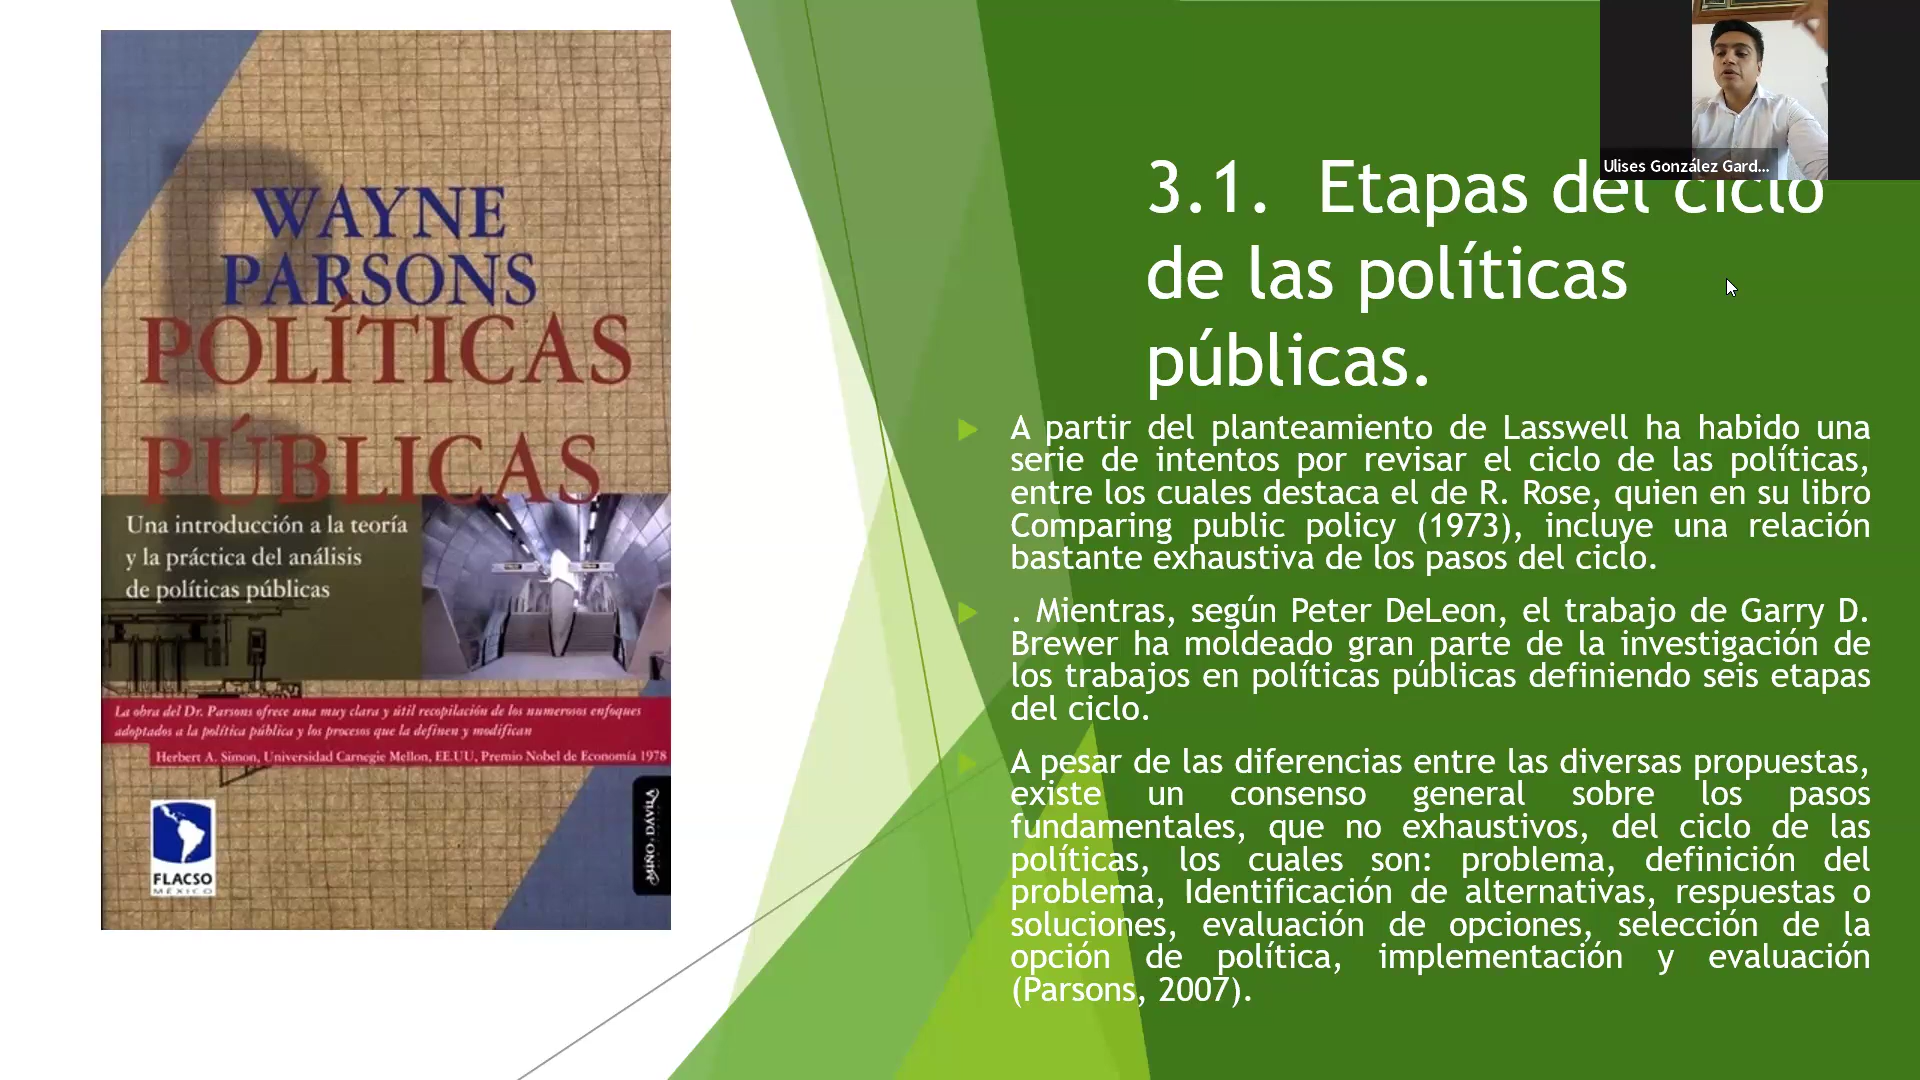 WAYNE
PARSONS
POLÍTICAS
PÚBLICAS
Una introducción a la teoría
y la práctica del análisis
de políticas públicas
La obra del Dr. Parsons ofrece una muy clara y útil recopilación de los numerosos enfoques
adoptados a la política pública y los procesos que la definen y modifican
Herbert A. Simon, Universidad Carnegie Mellon, EE.UU, Premio Nobel de Economía 1978
FLACSO
MÉXICO
MIÑO y DÁVILA
Ulises González Gard...
3.1. Etapas del ciclo
de las políticas
públicas.
A partir del planteamiento de Lasswell ha habido una
serie de intentos por revisar el ciclo de las políticas,
entre los cuales destaca el de R. Rose, quien en su libro
Comparing public policy (1973), incluye una relación
bastante exhaustiva de los pasos del ciclo.
. Mientras, según Peter DeLeon, el trabajo de Garry D.
Brewer ha moldeado gran parte de la investigación de
los trabajos en políticas públicas definiendo seis etapas
del ciclo.
A pesar de las diferencias entre las diversas propuestas,
existe un consenso general sobre los pasos
fundamentales, que no exhaustivos, del ciclo de las
políticas, los cuales son: problema, definición del
problema, Identificación de alternativas, respuestas o
soluciones, evaluación de opciones, selección de la
opción de política, implementación y evaluación
(Parsons, 2007).